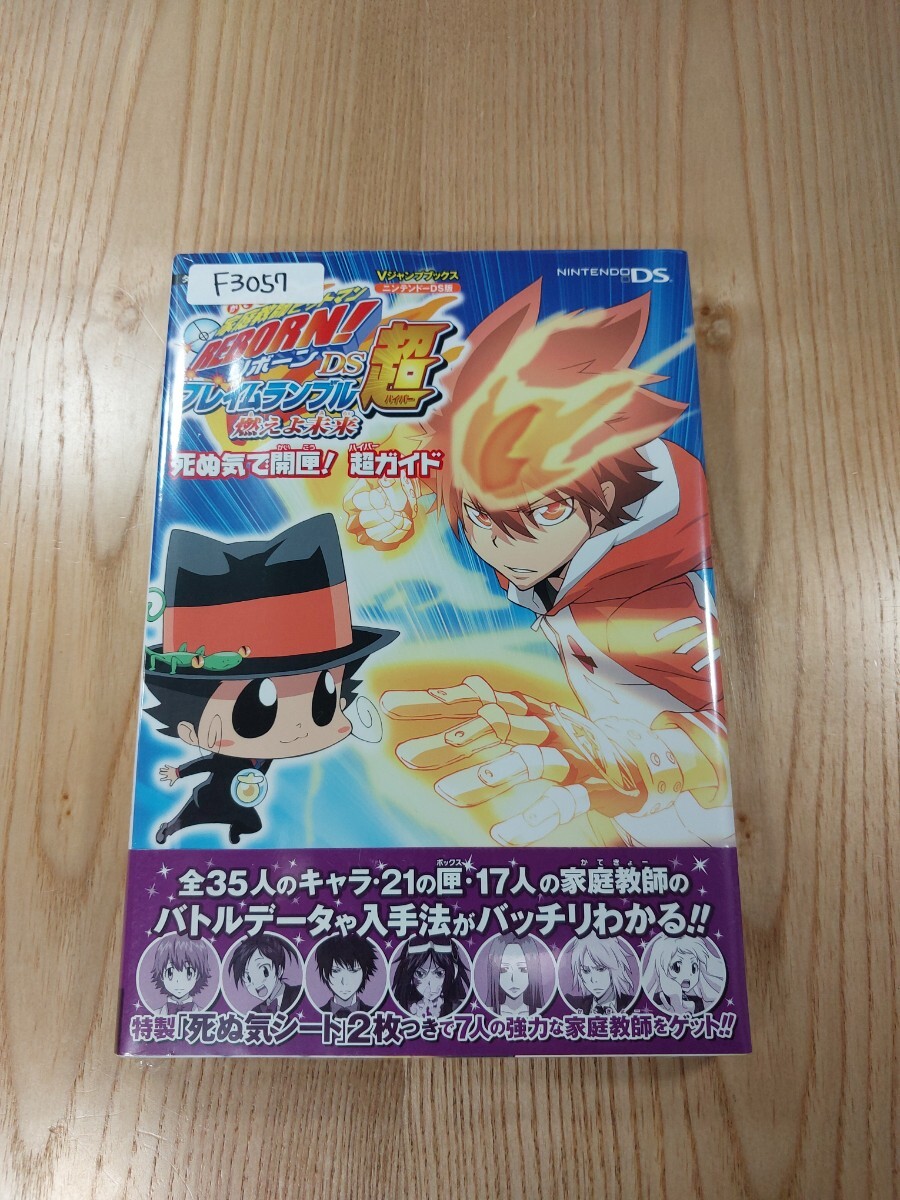 F3057
Vジャンプブックス
ニンテンドーDS版
NINTENDO DS™
家庭教師ヒットマン
REBORN!
リボーン DS
フレイムランブル 超
ハイパー
燃えよ未来
死ぬ気で開匣! 超ガイド
かい こう ハイパー
ボックス かてきょー
全35人のキャラ・21の匣・17人の家庭教師の
バトルデータや入手法がバッチリわかる!!
特製「死ぬ気シート」2枚つきで7人の強力な家庭教師をゲット!!